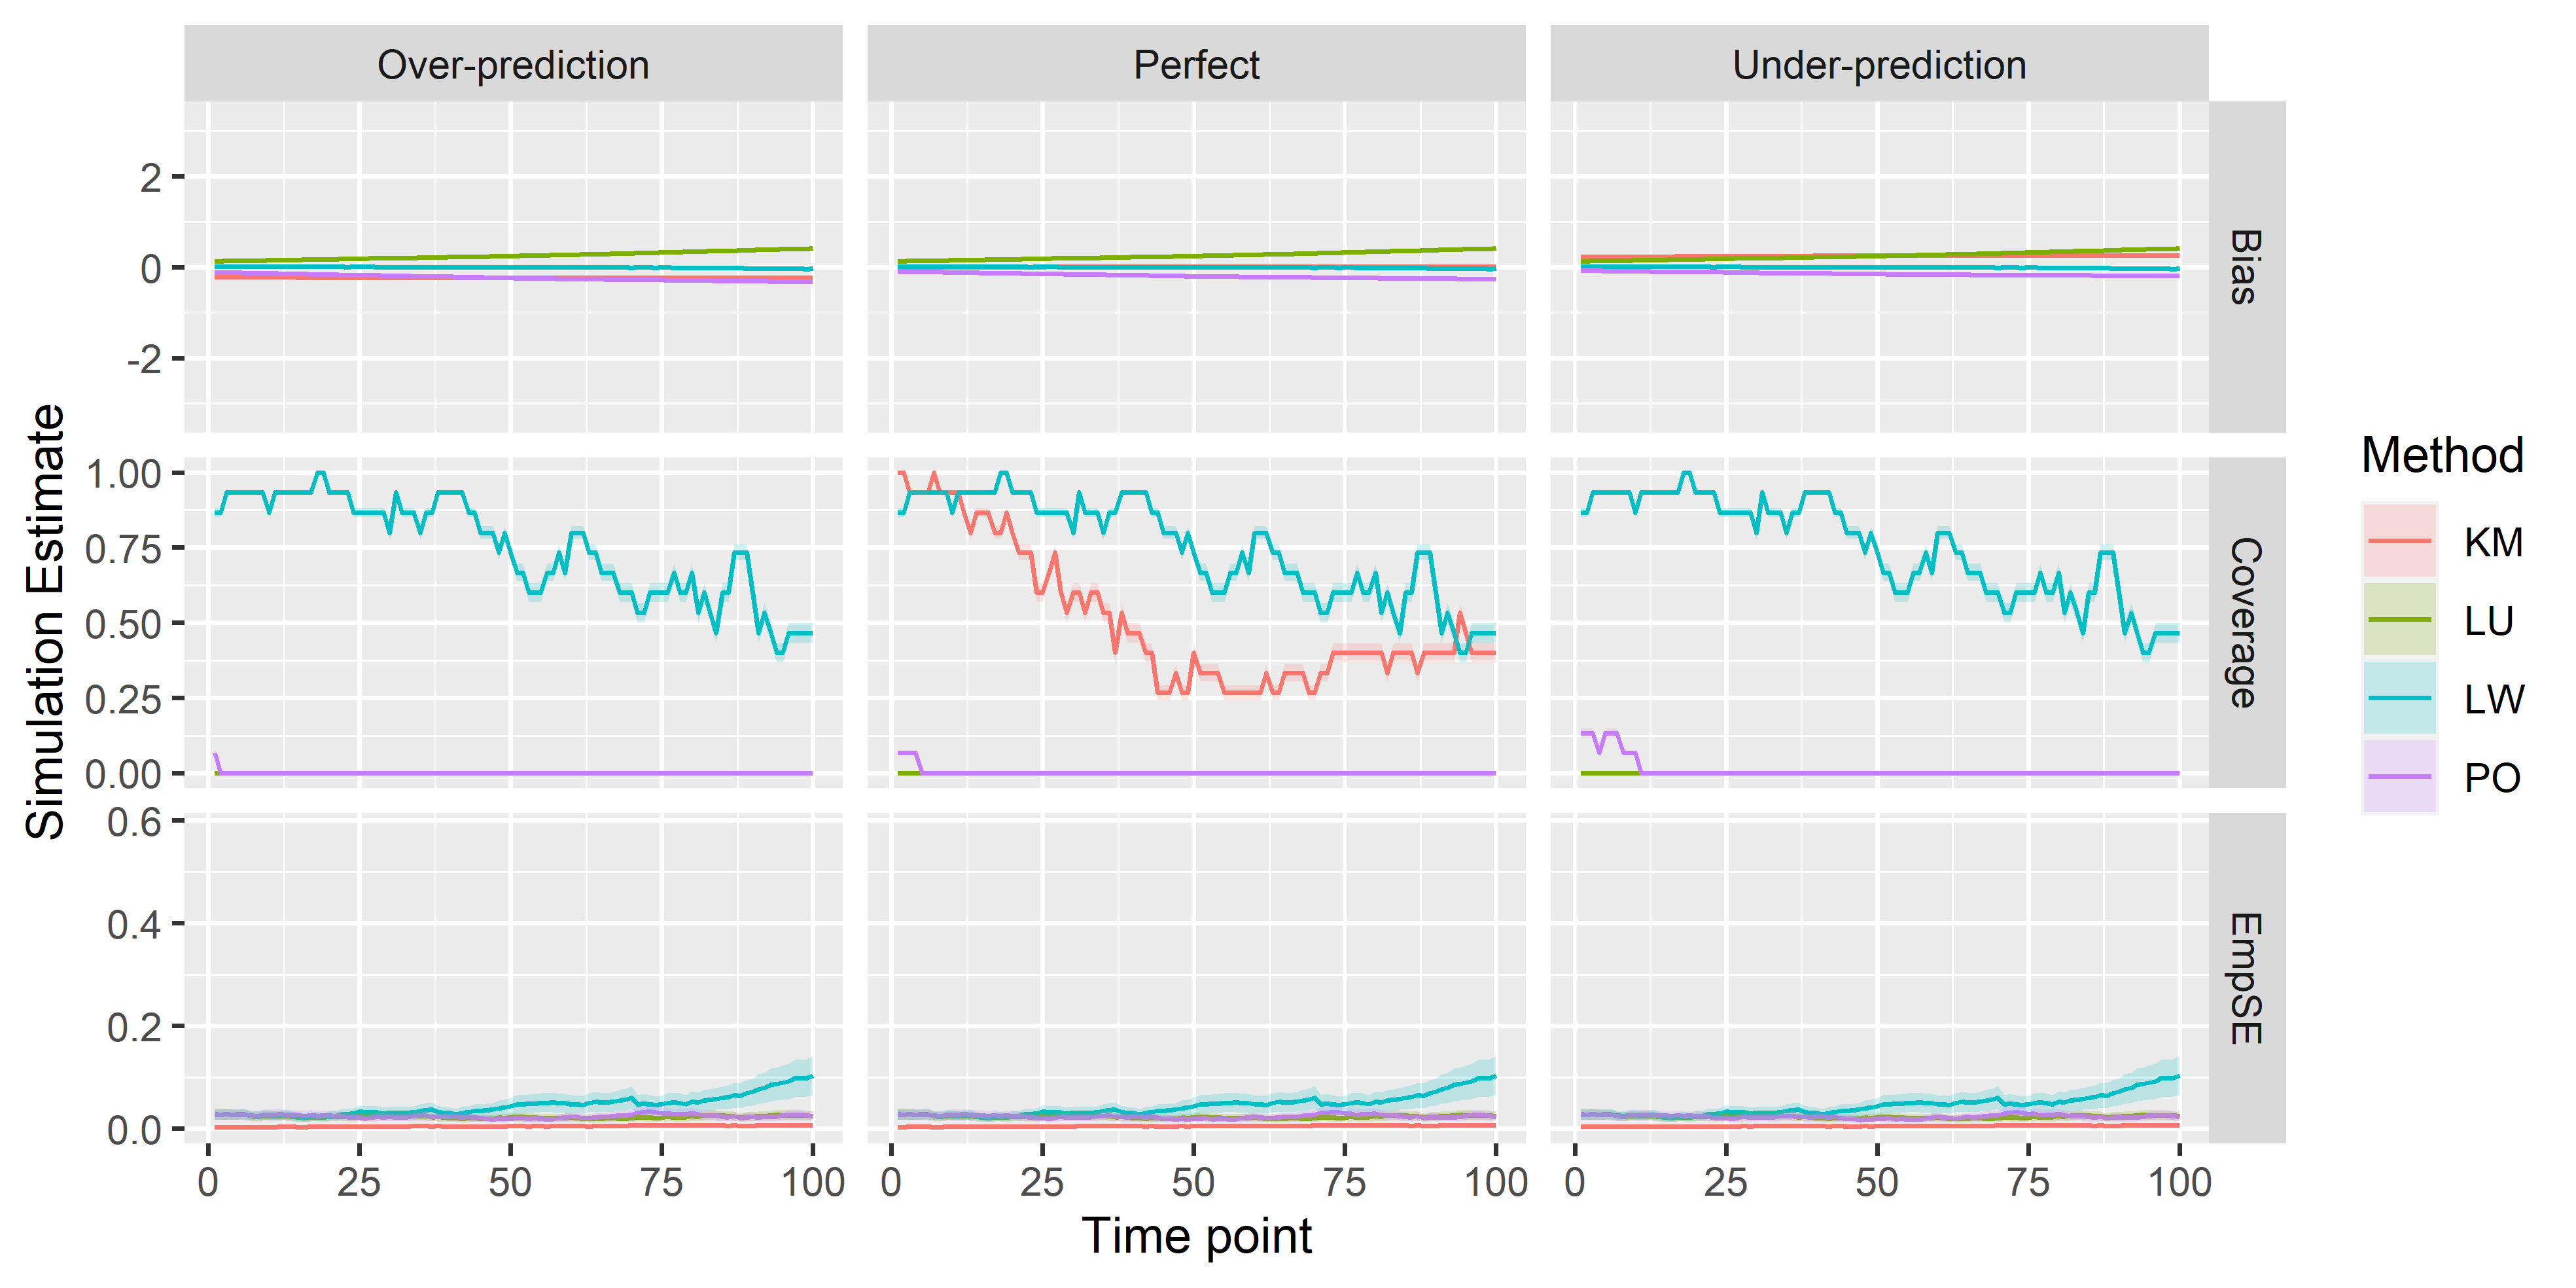 Over-prediction
Perfect
Under-prediction
Simulation Estimate
2
0
-2
Bias
1.00
0.75
0.50
0.25
0.00
Coverage
0.6
0.4
0.2
0.0
EmpSE
0 25 50 75 100
0 25 50 75 100
0 25 50 75 100
Time point
Method
KM
LU
LW
PO